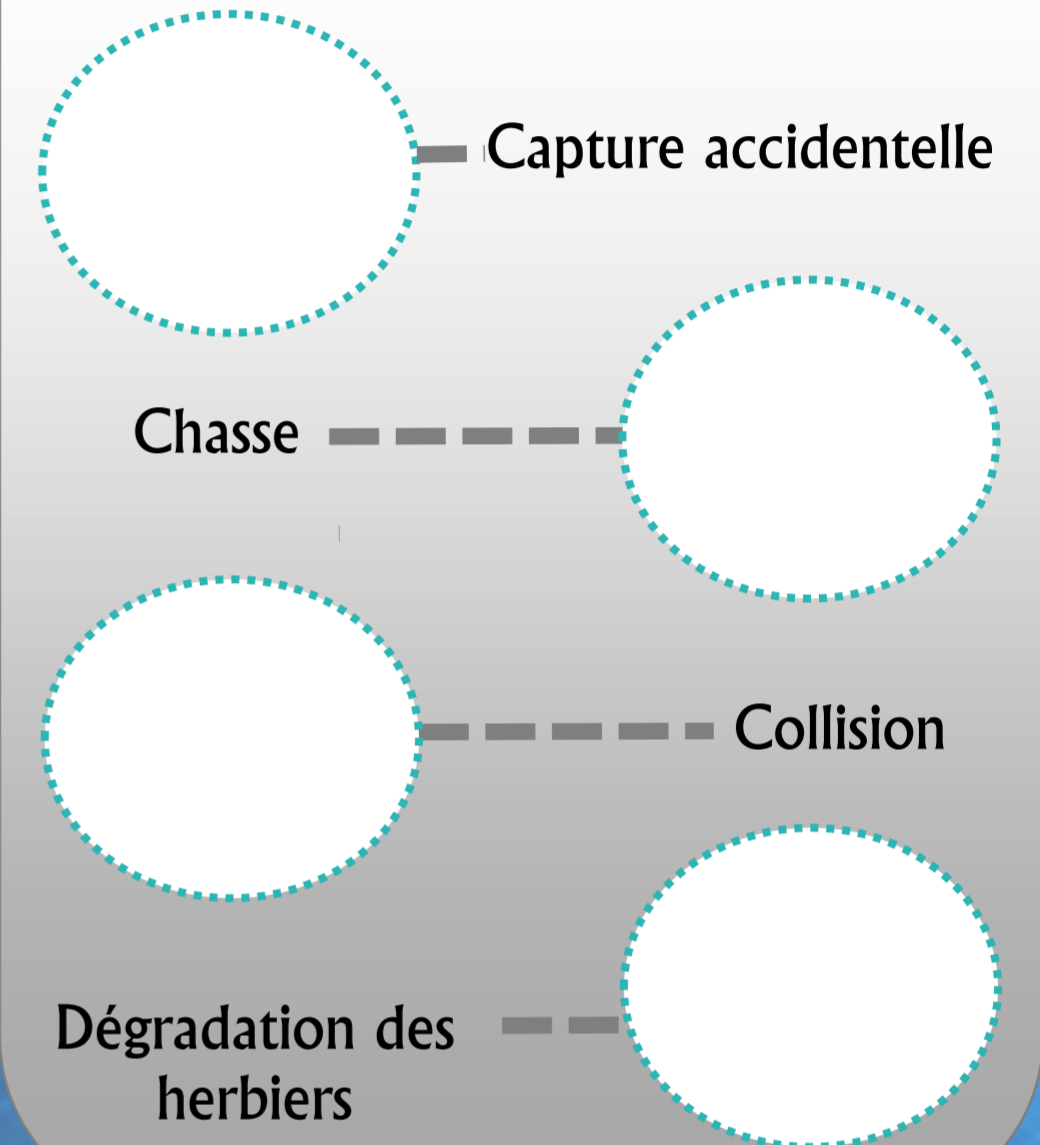 Capture accidentelle
Chasse
Collision
Dégradation des
herbiers